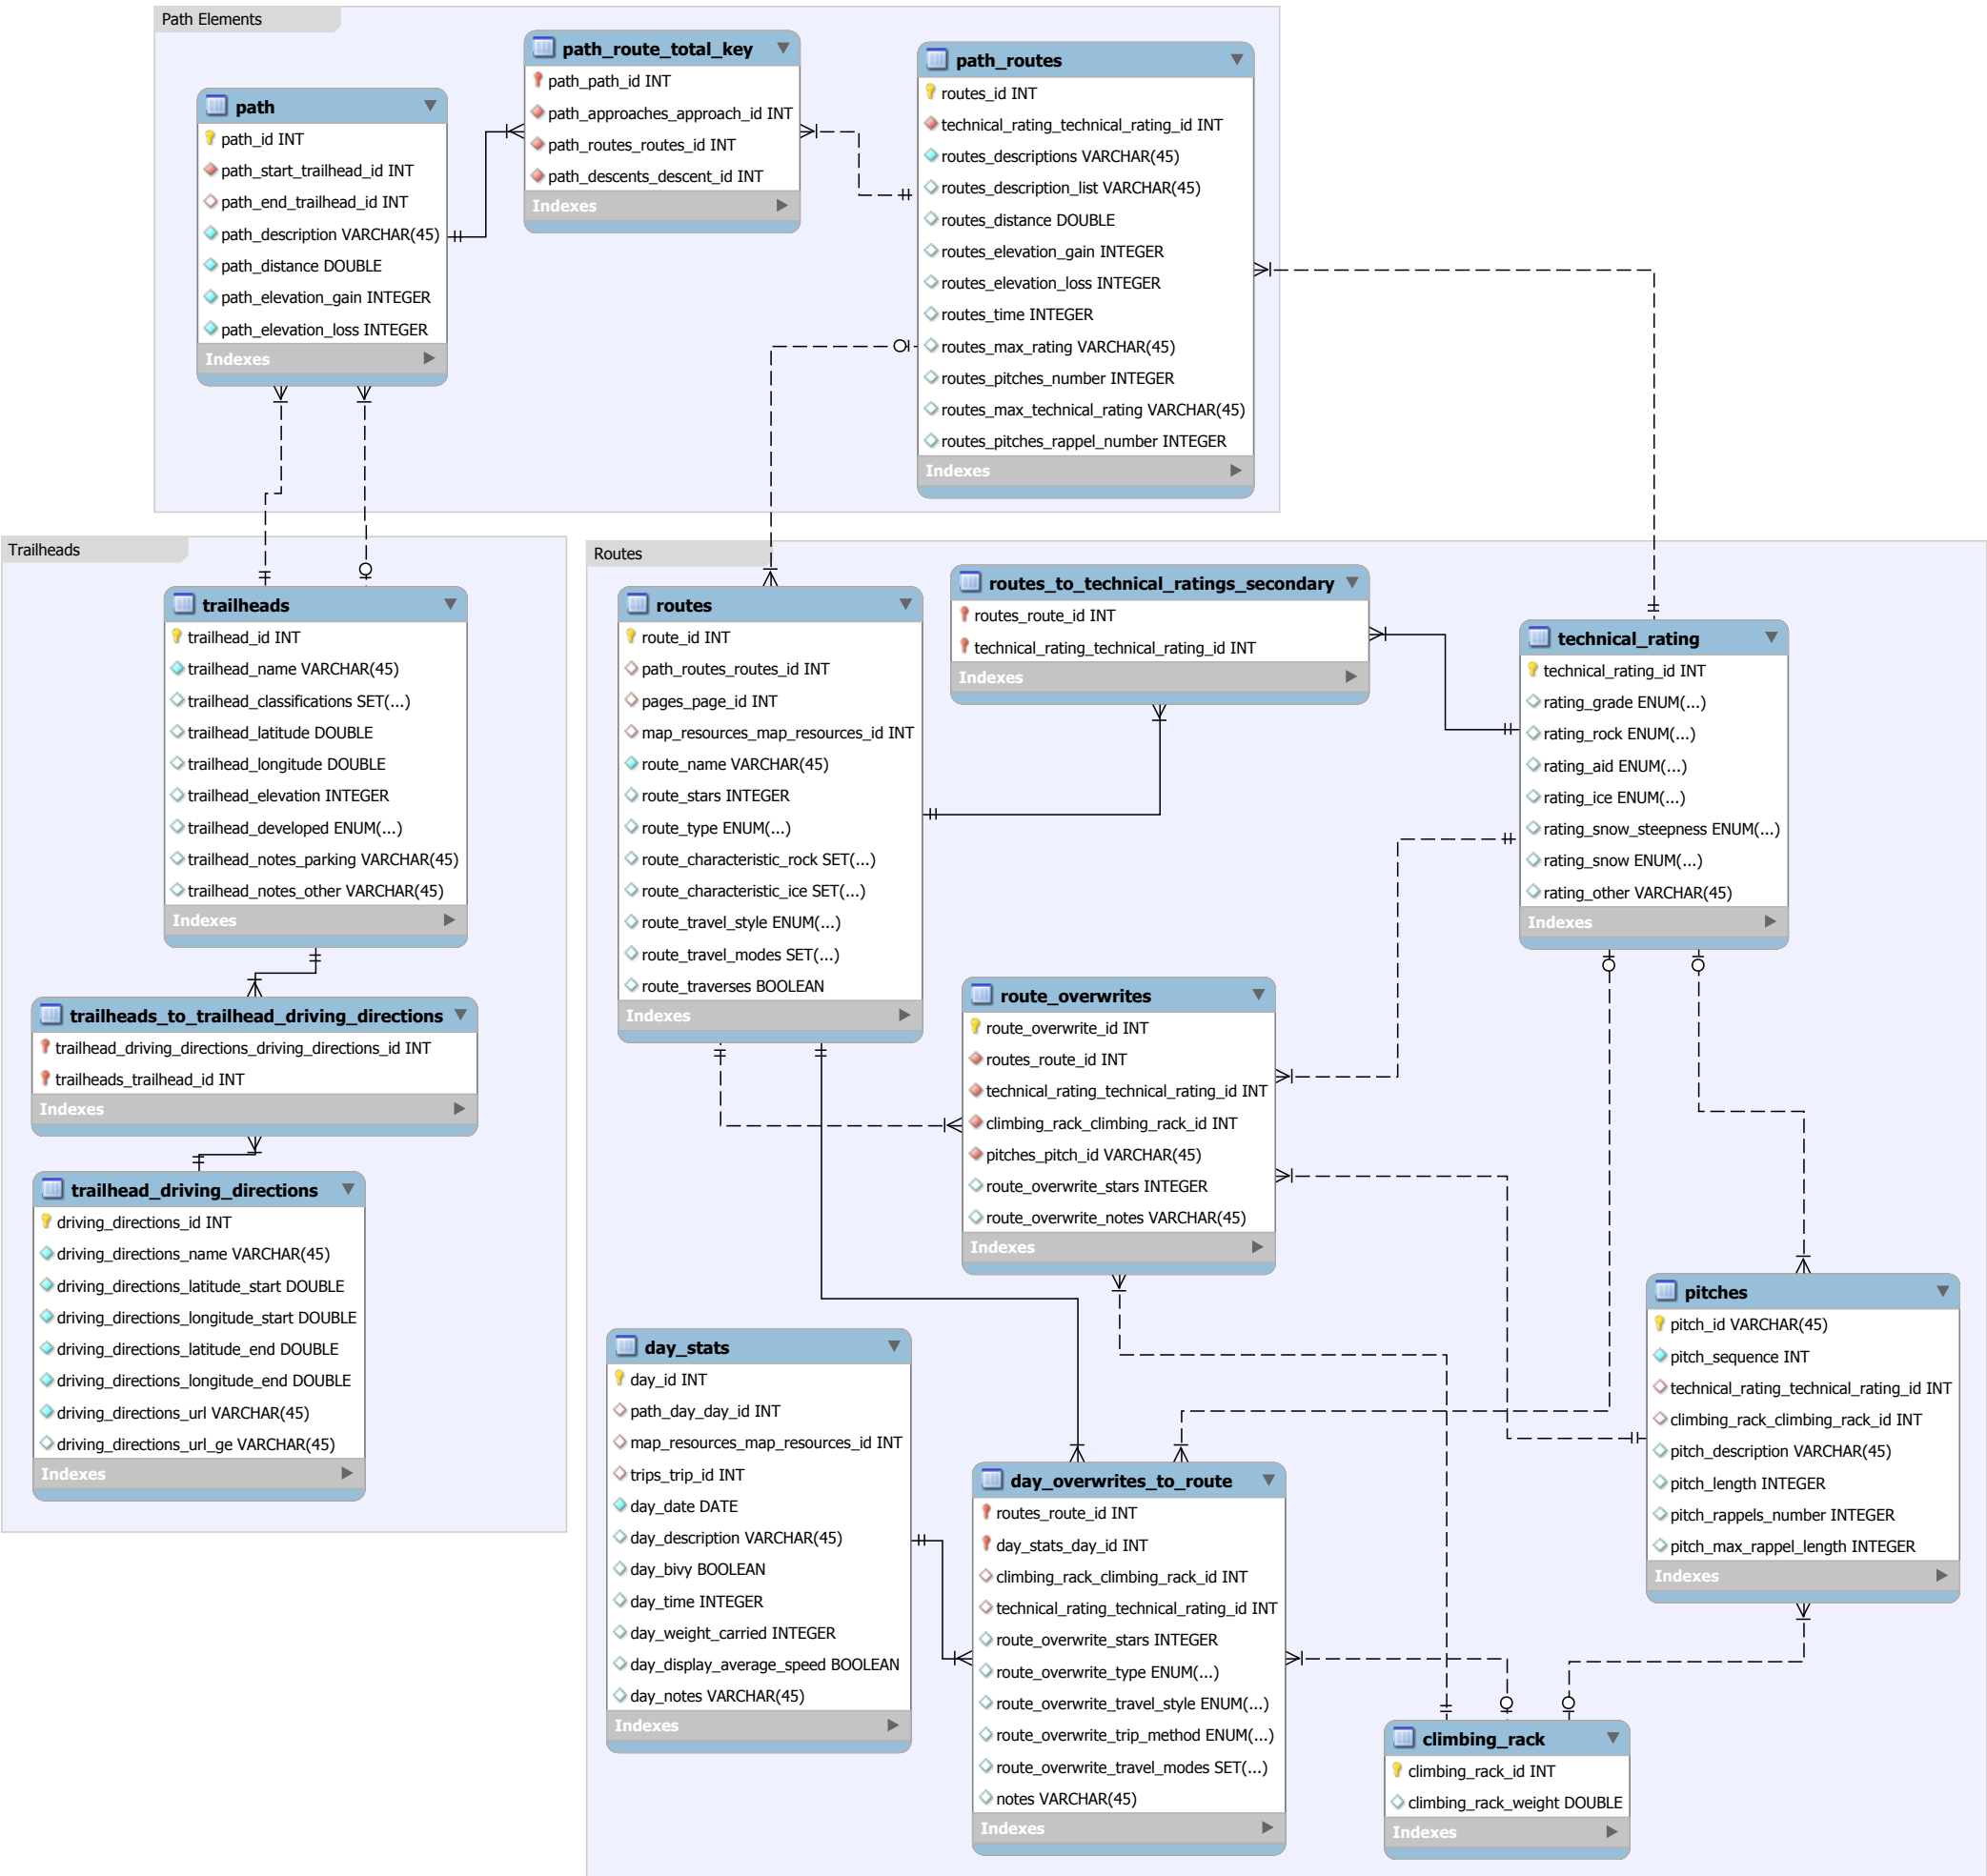 Path Elements
path
path_id INT
path_start_trailhead_id INT
path_end_trailhead_id INT
path_description VARCHAR(45)
path_distance DOUBLE
path_elevation_gain INTEGER
path_elevation_loss INTEGER
Indexes
path_route_total_key
path_path_id INT
path_approaches_approach_id INT
path_routes_routes_id INT
path_descents_descent_id INT
Indexes
path_routes
routes_id INT
technical_rating_technical_rating_id INT
routes_descriptions VARCHAR(45)
routes_description_list VARCHAR(45)
routes_distance DOUBLE
routes_elevation_gain INTEGER
routes_elevation_loss INTEGER
routes_time INTEGER
routes_max_rating VARCHAR(45)
routes_pitches_number INTEGER
routes_max_technical_rating VARCHAR(45)
routes_pitches_rappel_number INTEGER
Indexes
Trailheads
trailheads
trailhead_id INT
trailhead_name VARCHAR(45)
trailhead_classifications SET(...)
trailhead_latitude DOUBLE
trailhead_longitude DOUBLE
trailhead_elevation INTEGER
trailhead_developed ENUM(...)
trailhead_notes_parking VARCHAR(45)
trailhead_notes_other VARCHAR(45)
Indexes
trailheads_to_trailhead_driving_directions
trailhead_driving_directions_driving_directions_id INT
trailheads_trailhead_id INT
Indexes
trailhead_driving_directions
driving_directions_id INT
driving_directions_name VARCHAR(45)
driving_directions_latitude_start DOUBLE
driving_directions_longitude_start DOUBLE
driving_directions_latitude_end DOUBLE
driving_directions_longitude_end DOUBLE
driving_directions_url VARCHAR(45)
driving_directions_url_ge VARCHAR(45)
Indexes
Routes
routes
route_id INT
path_routes_routes_id INT
pages_page_id INT
map_resources_map_resources_id INT
route_name VARCHAR(45)
route_stars INTEGER
route_type ENUM(...)
route_characteristic_rock SET(...)
route_characteristic_ice SET(...)
route_travel_style ENUM(...)
route_travel_modes SET(...)
route_traverses BOOLEAN
Indexes
routes_to_technical_ratings_secondary
routes_route_id INT
technical_rating_technical_rating_id INT
Indexes
technical_rating
technical_rating_id INT
rating_grade ENUM(...)
rating_rock ENUM(...)
rating_aid ENUM(...)
rating_ice ENUM(...)
rating_snow_steepness ENUM(...)
rating_snow ENUM(...)
rating_other VARCHAR(45)
Indexes
route_overwrites
route_overwrite_id INT
routes_route_id INT
technical_rating_technical_rating_id INT
climbing_rack_climbing_rack_id INT
pitches_pitch_id VARCHAR(45)
route_overwrite_stars INTEGER
route_overwrite_notes VARCHAR(45)
Indexes
pitches
pitch_id VARCHAR(45)
pitch_sequence INT
technical_rating_technical_rating_id INT
climbing_rack_climbing_rack_id INT
pitch_description VARCHAR(45)
pitch_length INTEGER
pitch_rappels_number INTEGER
pitch_max_rappel_length INTEGER
Indexes
day_stats
day_id INT
path_day_day_id INT
map_resources_map_resources_id INT
trips_trip_id INT
day_date DATE
day_description VARCHAR(45)
day_bivy BOOLEAN
day_time INTEGER
day_weight_carried INTEGER
day_display_average_speed BOOLEAN
day_notes VARCHAR(45)
Indexes
day_overwrites_to_route
routes_route_id INT
day_stats_day_id INT
climbing_rack_climbing_rack_id INT
technical_rating_technical_rating_id INT
route_overwrite_stars INTEGER
route_overwrite_type ENUM(...)
route_overwrite_travel_style ENUM(...)
route_overwrite_trip_method ENUM(...)
route_overwrite_travel_modes SET(...)
notes VARCHAR(45)
Indexes
climbing_rack
climbing_rack_id INT
climbing_rack_weight DOUBLE
Indexes